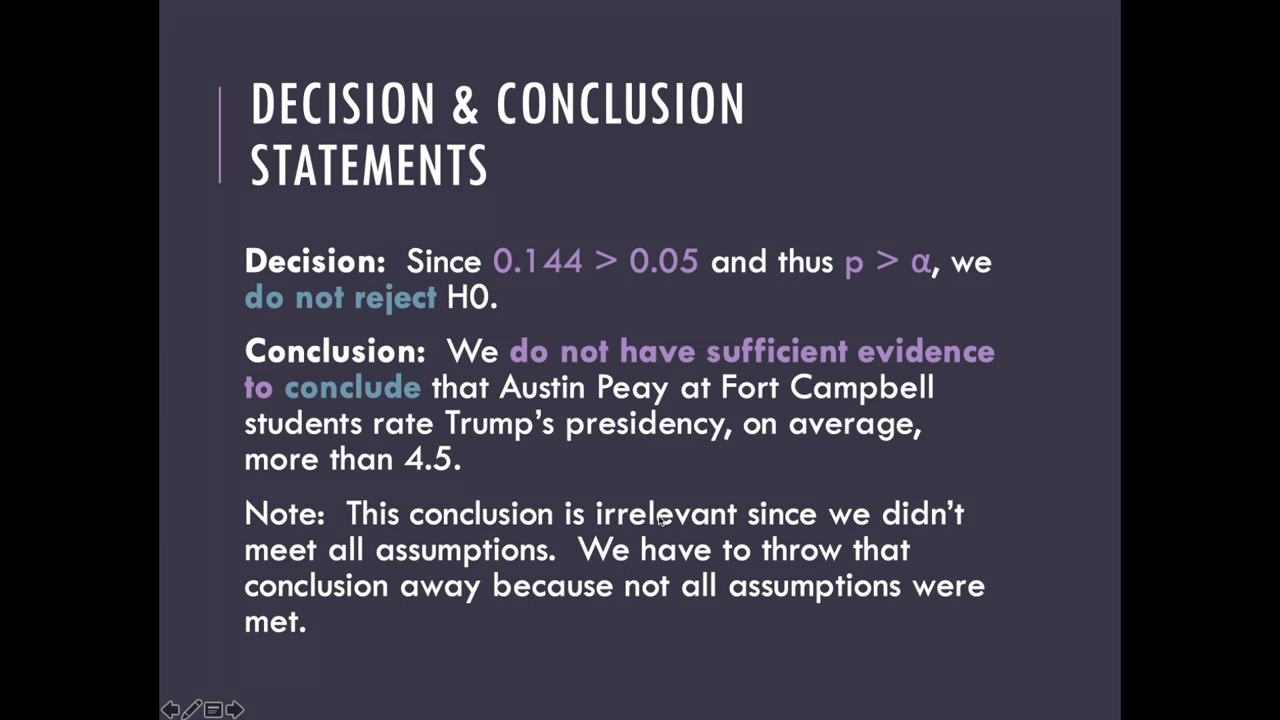 DECISION & CONCLUSION
STATEMENTS
Decision: Since 0.144 > 0.05 and thus p > α, we
do not reject H0.
Conclusion: We do not have sufficient evidence
to conclude that Austin Peay at Fort Campbell
students rate Trump’s presidency, on average,
more than 4.5.
Note: This conclusion is irrelevant since we didn’t
meet all assumptions. We have to throw that
conclusion away because not all assumptions were
met.